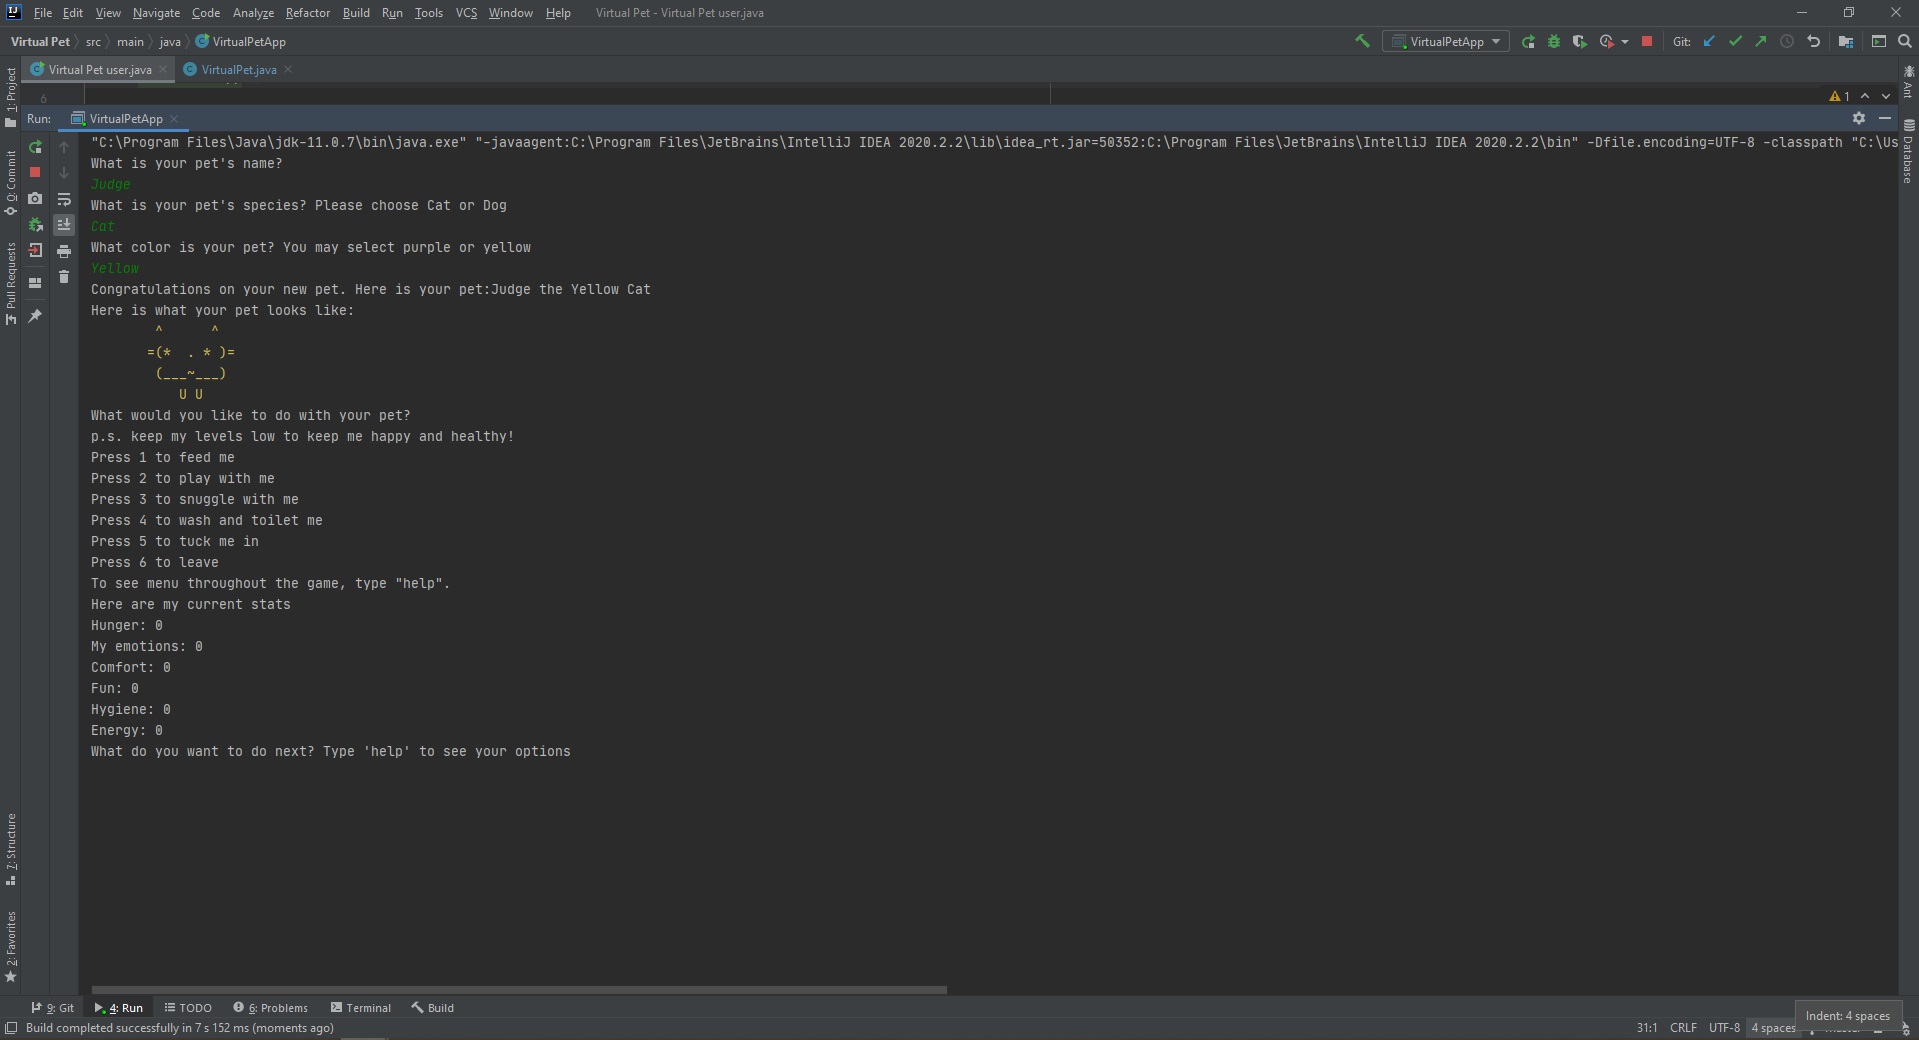 File Edit View Navigate Code Analyze Refactor Build Run Tools VCS Window Help Virtual Pet - Virtual Pet user.java
Virtual Pet src main java VirtualPetApp VirtualPetApp Git:
1: Project
Virtual Pet user.java VirtualPet.java
Ant
6 1
Run: VirtualPetApp
Database
0: Commit
Pull Requests
"C:\Program Files\Java\jdk-11.0.7\bin\java.exe" "-javaagent:C:\Program Files\JetBrains\IntelliJ IDEA 2020.2.2\lib\idea_rt.jar=50352:C:\Program Files\JetBrains\IntelliJ IDEA 2020.2.2\bin" -Dfile.encoding=UTF-8 -classpath "C:\Us
What is your pet's name?
Judge
What is your pet's species? Please choose Cat or Dog
Cat
What color is your pet? You may select purple or yellow
Yellow
Congratulations on your new pet. Here is your pet:Judge the Yellow Cat
Here is what your pet looks like:
^      ^
=(*  . * )=
(___~___)
U U
What would you like to do with your pet?
p.s. keep my levels low to keep me happy and healthy!
Press 1 to feed me
Press 2 to play with me
Press 3 to snuggle with me
Press 4 to wash and toilet me
Press 5 to tuck me in
Press 6 to leave
To see menu throughout the game, type "help".
Here are my current stats
Hunger: 0
My emotions: 0
Comfort: 0
Fun: 0
Hygiene: 0
Energy: 0
What do you want to do next? Type 'help' to see your options
7: Structure
2: Favorites
9: Git 4: Run TODO 6: Problems Terminal Build
Indent: 4 spaces
Build completed successfully in 7 s 152 ms (moments ago) 31:1 CRLF UTF-8 4 spaces